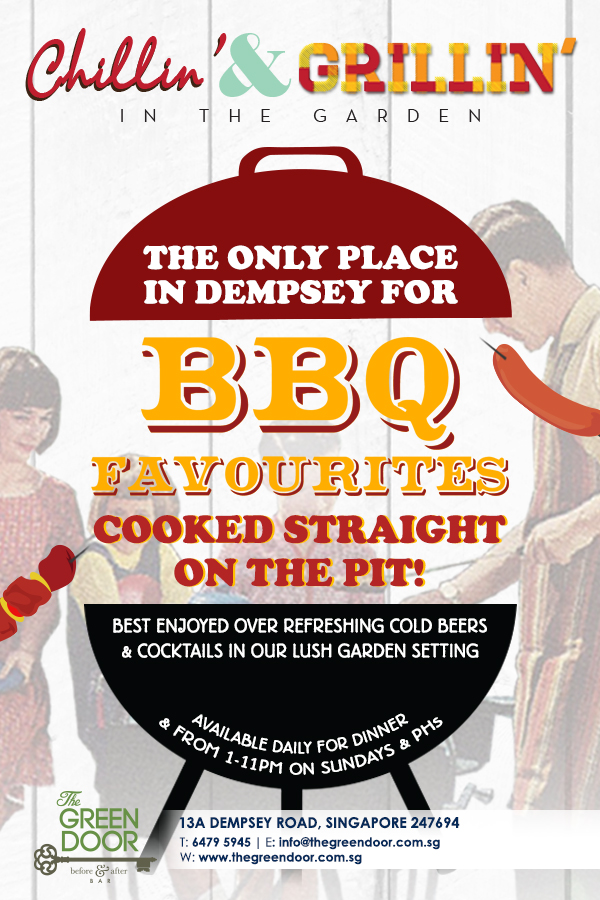 Chillin' & GRILLIN'
IN THE GARDEN
THE ONLY PLACE
IN DEMPSEY FOR
BBQ
FAVOURITES
COOKED STRAIGHT
ON THE PIT!
BEST ENJOYED OVER REFRESHING COLD BEERS
& COCKTAILS IN OUR LUSH GARDEN SETTING
AVAILABLE DAILY FOR DINNER
& FROM 1-11PM ON SUNDAYS & PHs
The
GREEN
DOOR
before & after
BAR
13A DEMPSEY ROAD, SINGAPORE 247694
T: 6479 5945 | E: info@thegreendoor.com.sg
W: www.thegreendoor.com.sg